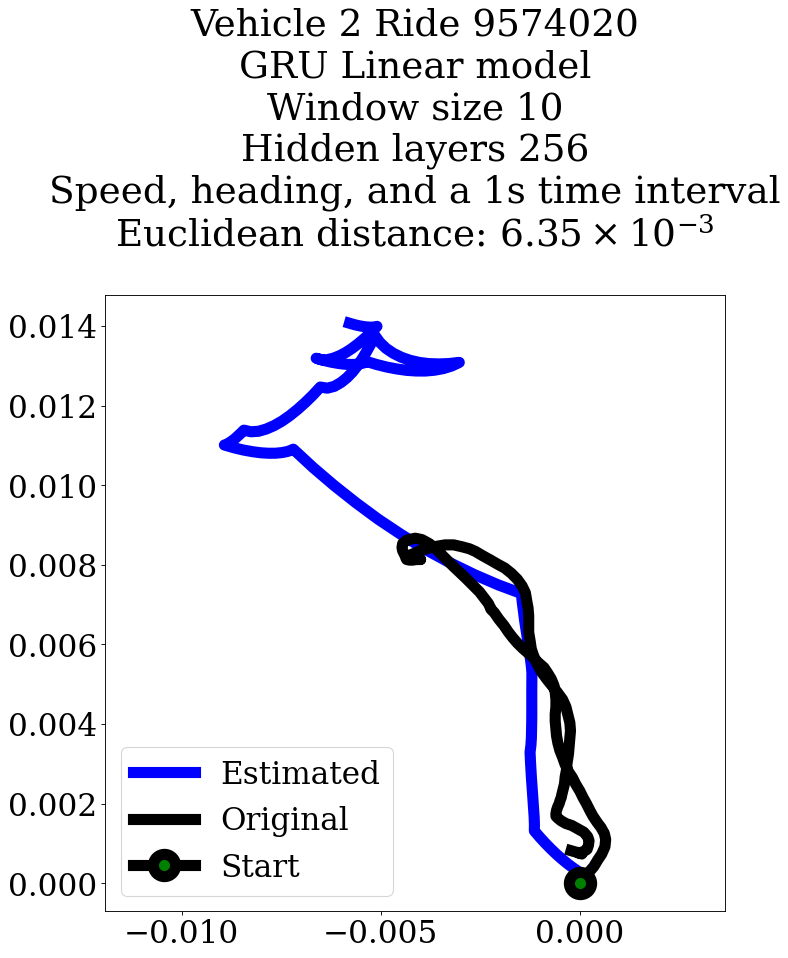 Vehicle 2 Ride 9574020
GRU Linear model
Window size 10
Hidden layers 256
Speed, heading, and a 1s time interval
Euclidean distance: 6.35 × 10⁻³
0.014
0.012
0.010
0.008
0.006
0.004
0.002
0.000
Estimated
Original
Start
−0.010 −0.005 0.000